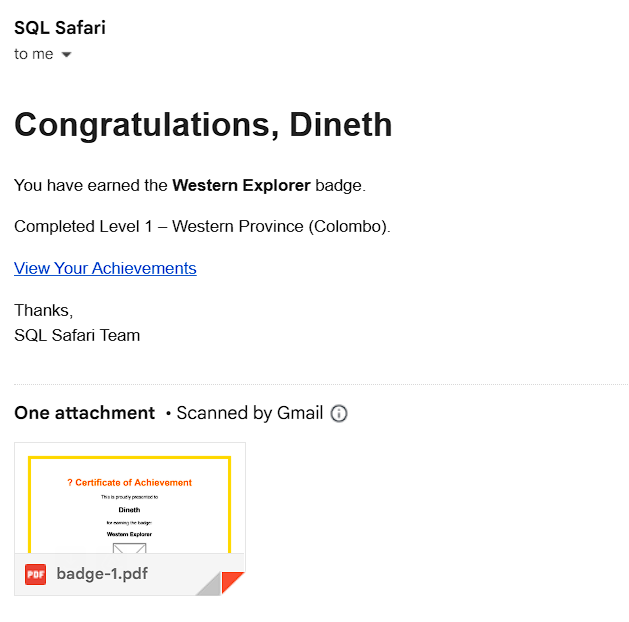 SQL Safari
to me
Congratulations, Dineth
You have earned the Western Explorer badge.
Completed Level 1 – Western Province (Colombo).
View Your Achievements
Thanks,
SQL Safari Team
One attachment • Scanned by Gmail
? Certificate of Achievement
This is proudly presented to
Dineth
for earning the badge:
Western Explorer
PDF badge-1.pdf